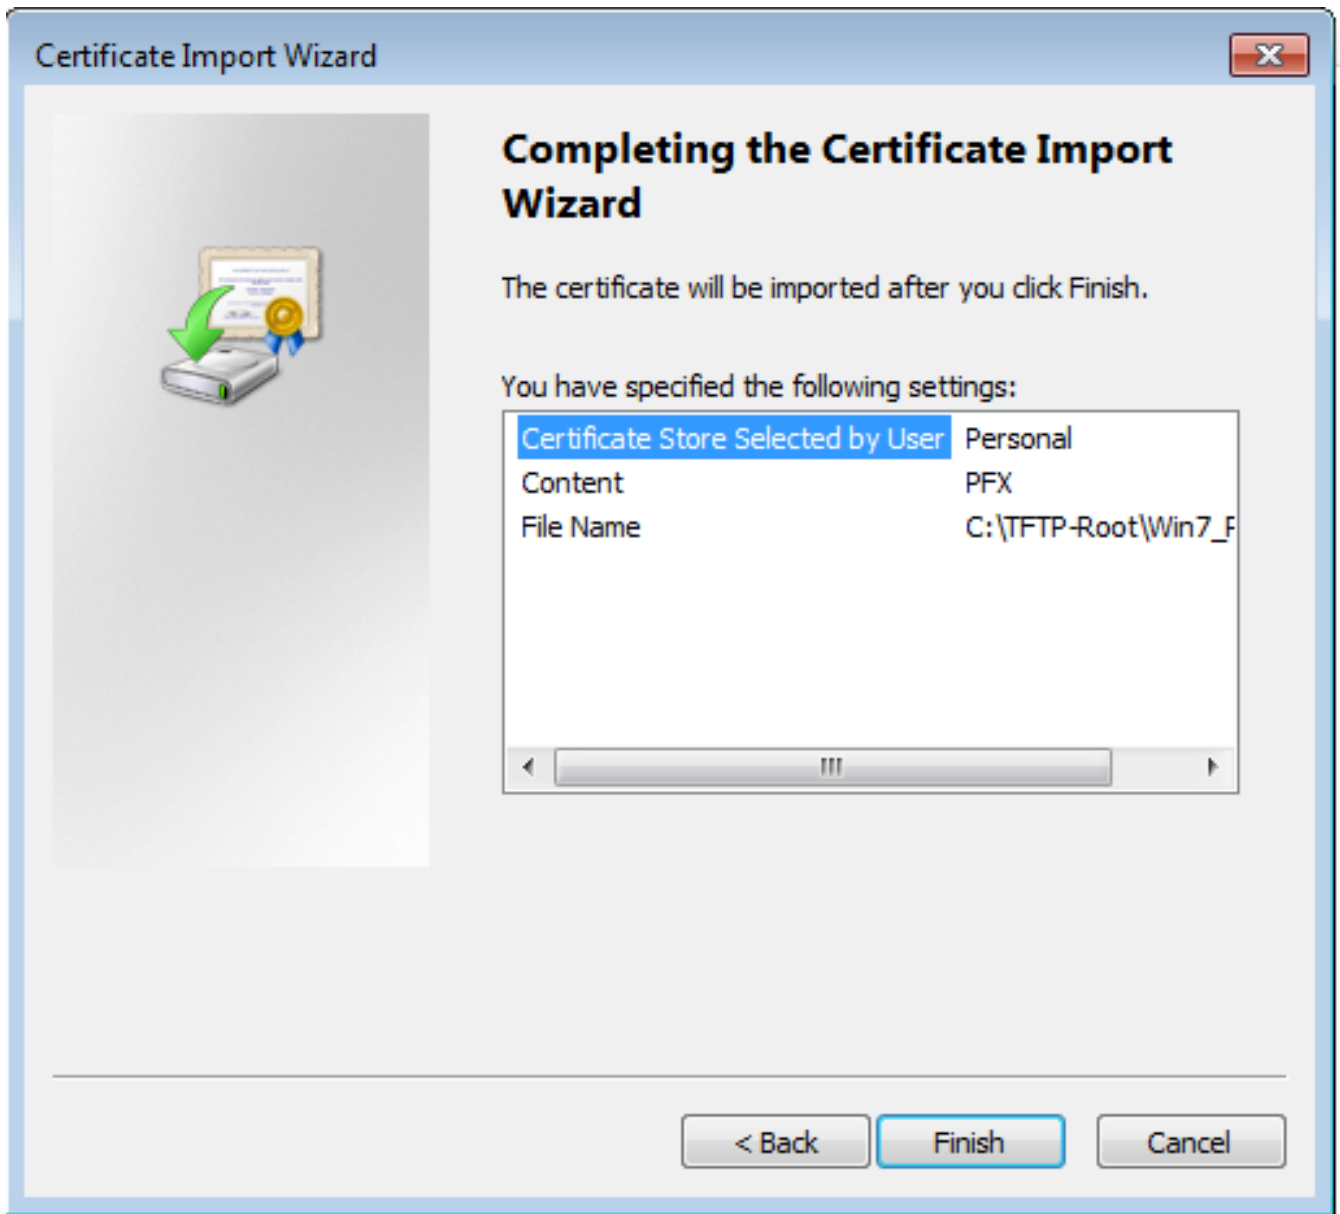 Certificate Import Wizard
Completing the Certificate Import
Wizard
The certificate will be imported after you click Finish.
You have specified the following settings:
Certificate Store Selected by User Personal
Content PFX
File Name C:\TFTP-Root\Win7_
< Back Finish Cancel